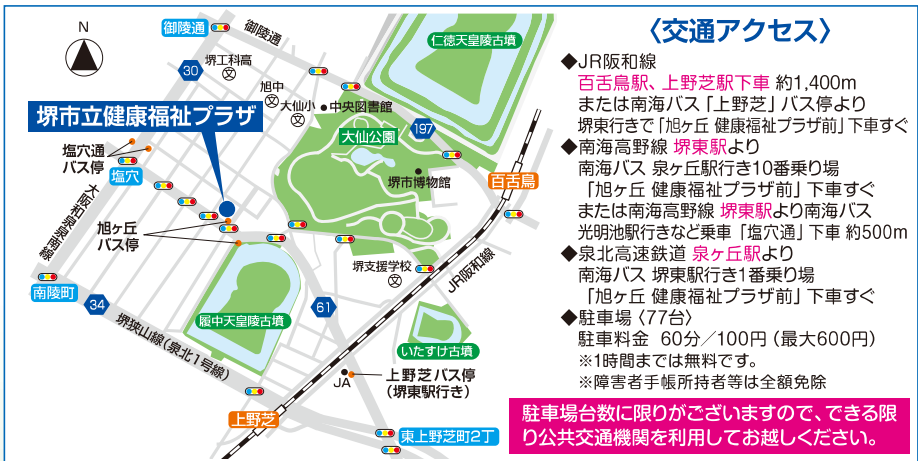 N
御陵通
御陵通
仁徳天皇陵古墳
堺工科高
30
旭中
大仙小
中央図書館
堺市立健康福祉プラザ
大仙公園
197
塩穴通
バス停
塩穴
堺市博物館
百舌鳥
大阪和泉泉南線
旭ヶ丘
バス停
堺支援学校
JR阪和線
南陵町
34
61
履中天皇陵古墳
堺狭山線(泉北1号線)
いたすけ古墳
JA
上野芝バス停
(堺東駅行き)
上野芝
東上野芝町2丁
〈交通アクセス〉
◆JR阪和線
百舌鳥駅、上野芝駅下車 約1,400m
または南海バス「上野芝」バス停より
堺東行きで「旭ヶ丘 健康福祉プラザ前」下車すぐ
◆南海高野線 堺東駅より
南海バス 泉ヶ丘駅行き10番乗り場
「旭ヶ丘 健康福祉プラザ前」下車すぐ
または南海高野線 堺東駅より南海バス
光明池駅行きなど乗車 「塩穴通」下車 約500m
◆泉北高速鉄道 泉ヶ丘駅より
南海バス 堺東駅行き1番乗り場
「旭ヶ丘 健康福祉プラザ前」下車すぐ
◆駐車場〈77台〉
駐車料金 60分/100円(最大600円)
※1時間までは無料です。
※障害者手帳所持者等は全額免除
駐車場台数に限りがございますので、できる限
り公共交通機関を利用してお越しください。